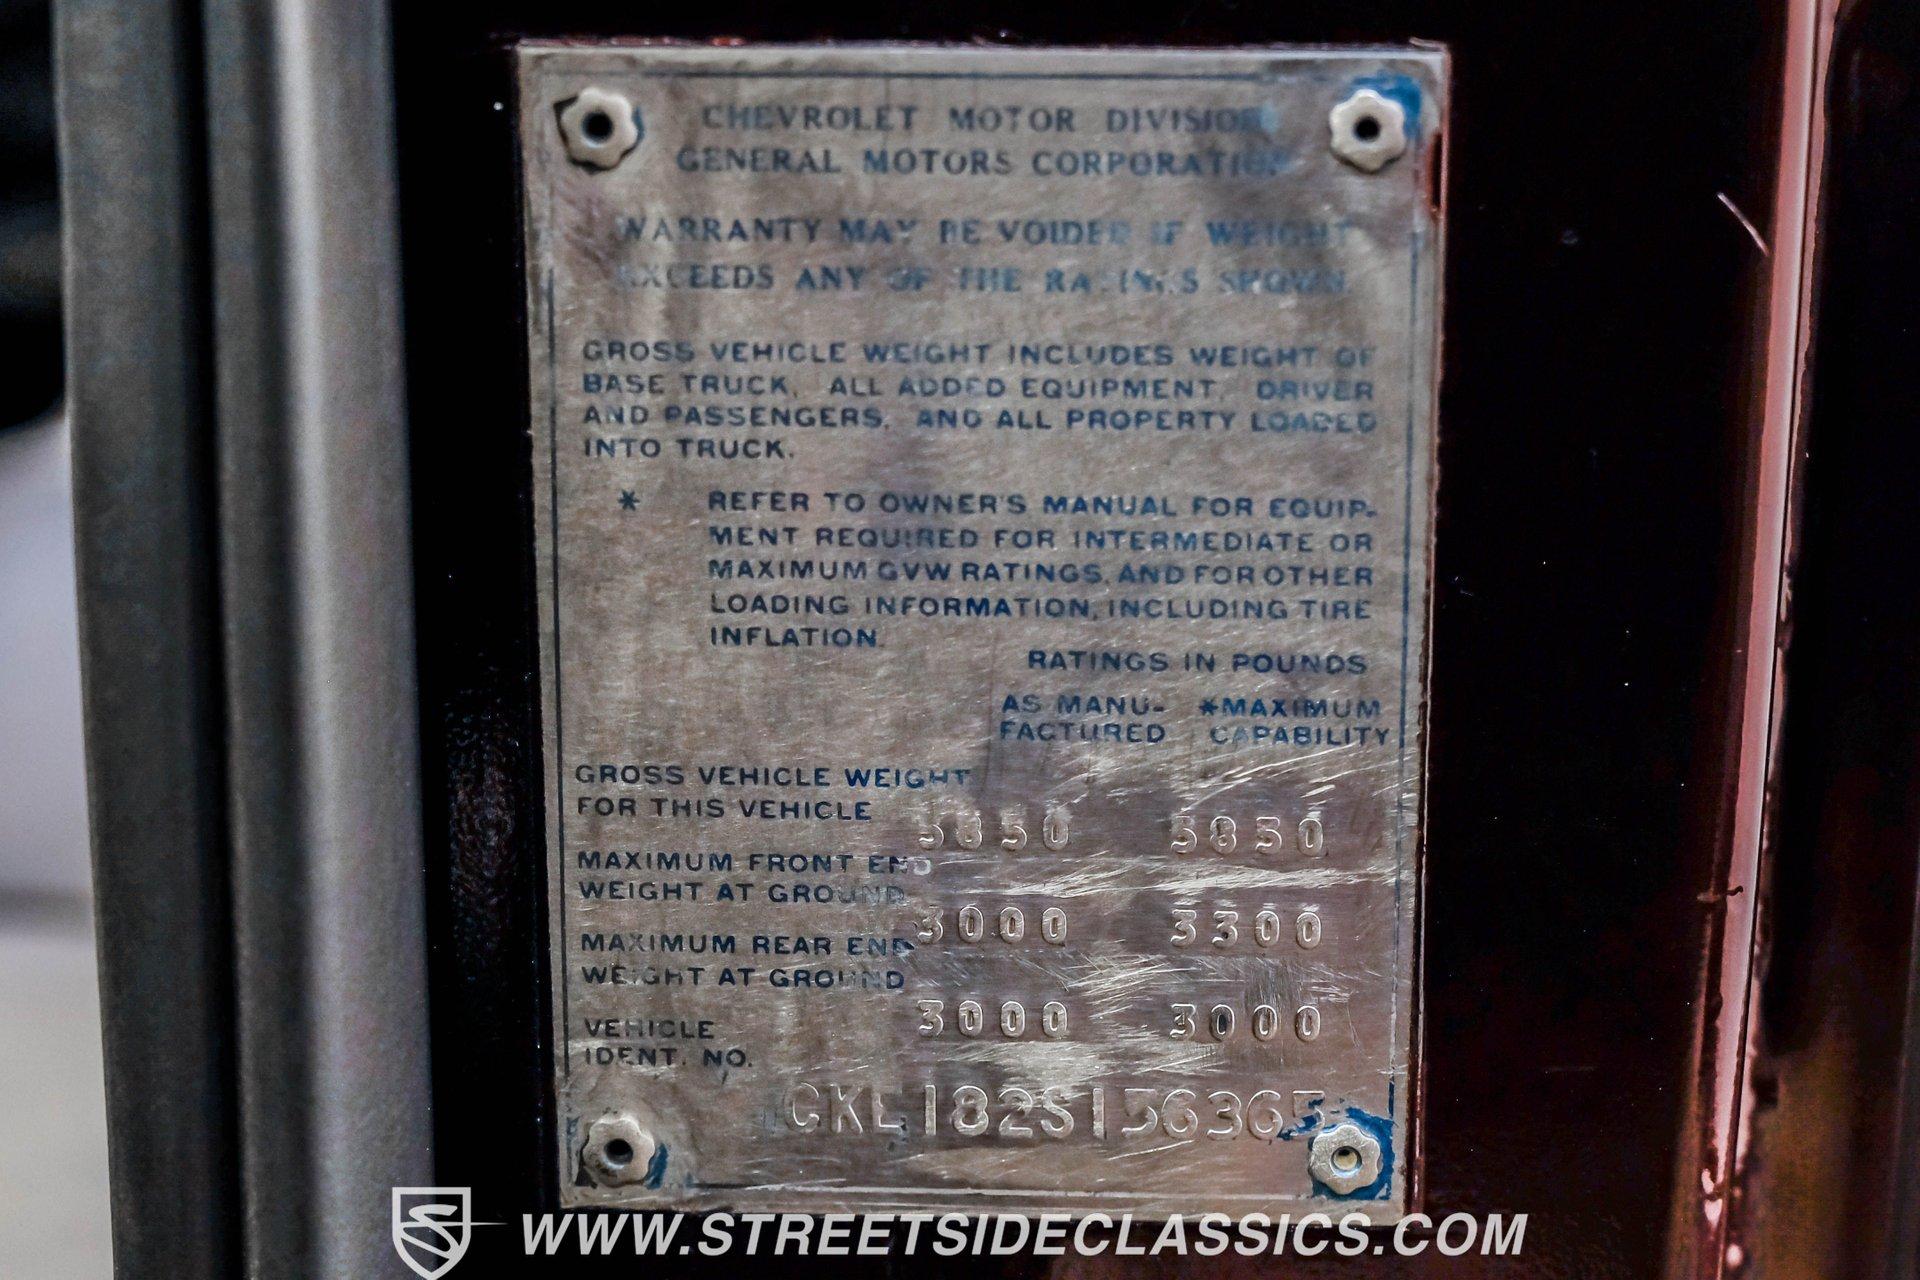 CHEVROLET MOTOR DIVISION
GENERAL MOTORS CORPORATION
WARRANTY MAY BE VOIDED IF WEIGHT
EXCEEDS ANY OF THE RATINGS SHOWN
GROSS VEHICLE WEIGHT INCLUDES WEIGHT OF
BASE TRUCK, ALL ADDED EQUIPMENT, DRIVER
AND PASSENGERS, AND ALL PROPERTY LOADED
INTO TRUCK.
* REFER TO OWNER'S MANUAL FOR EQUIP-
MENT REQUIRED FOR INTERMEDIATE OR
MAXIMUM GVW RATINGS, AND FOR OTHER
LOADING INFORMATION, INCLUDING TIRE
INFLATION.
RATINGS IN POUNDS
AS MANU- *MAXIMUM
FACTURED CAPABILITY
GROSS VEHICLE WEIGHT
FOR THIS VEHICLE
5850 5850
MAXIMUM FRONT END
WEIGHT AT GROUND
3000 3300
MAXIMUM REAR END
WEIGHT AT GROUND
3000 3000
VEHICLE
IDENT. NO.
CKE182S156365
WWW.STREETSIDECLASSICS.COM